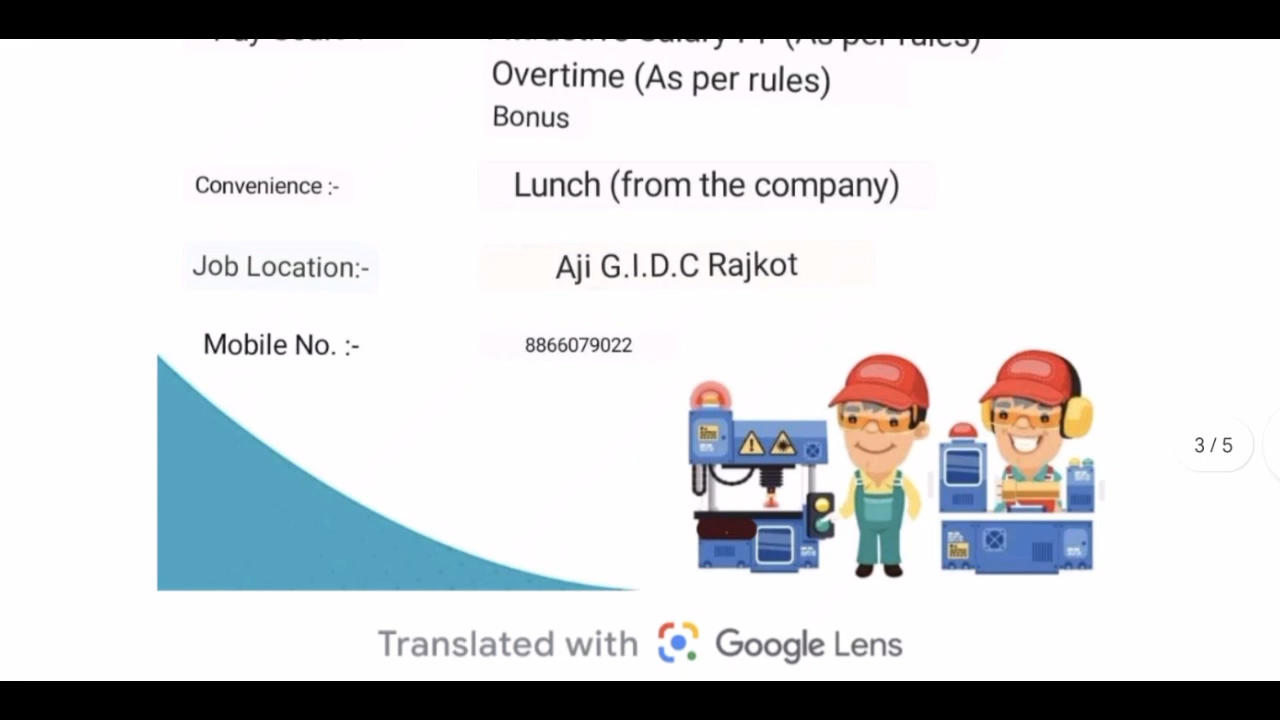 Overtime (As per rules)
Bonus
Convenience :-
Lunch (from the company)
Job Location:-
Aji G.I.D.C Rajkot
Mobile No. :-
8866079022
3 / 5
Translated with Google Lens